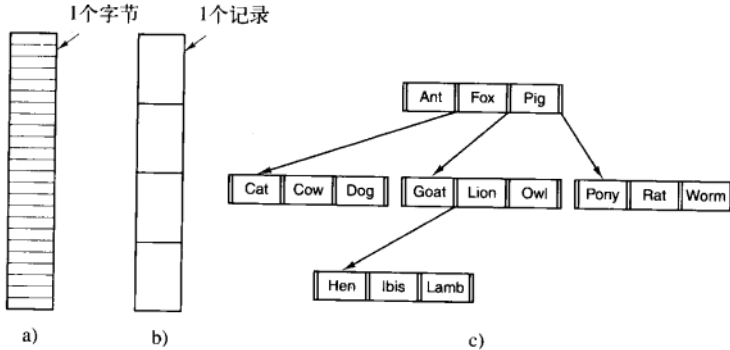 1个字节
1个记录
Ant Fox Pig
Cat Cow Dog
Goat Lion Owl
Pony Rat Worm
Hen Ibis Lamb
a)
b)
c)